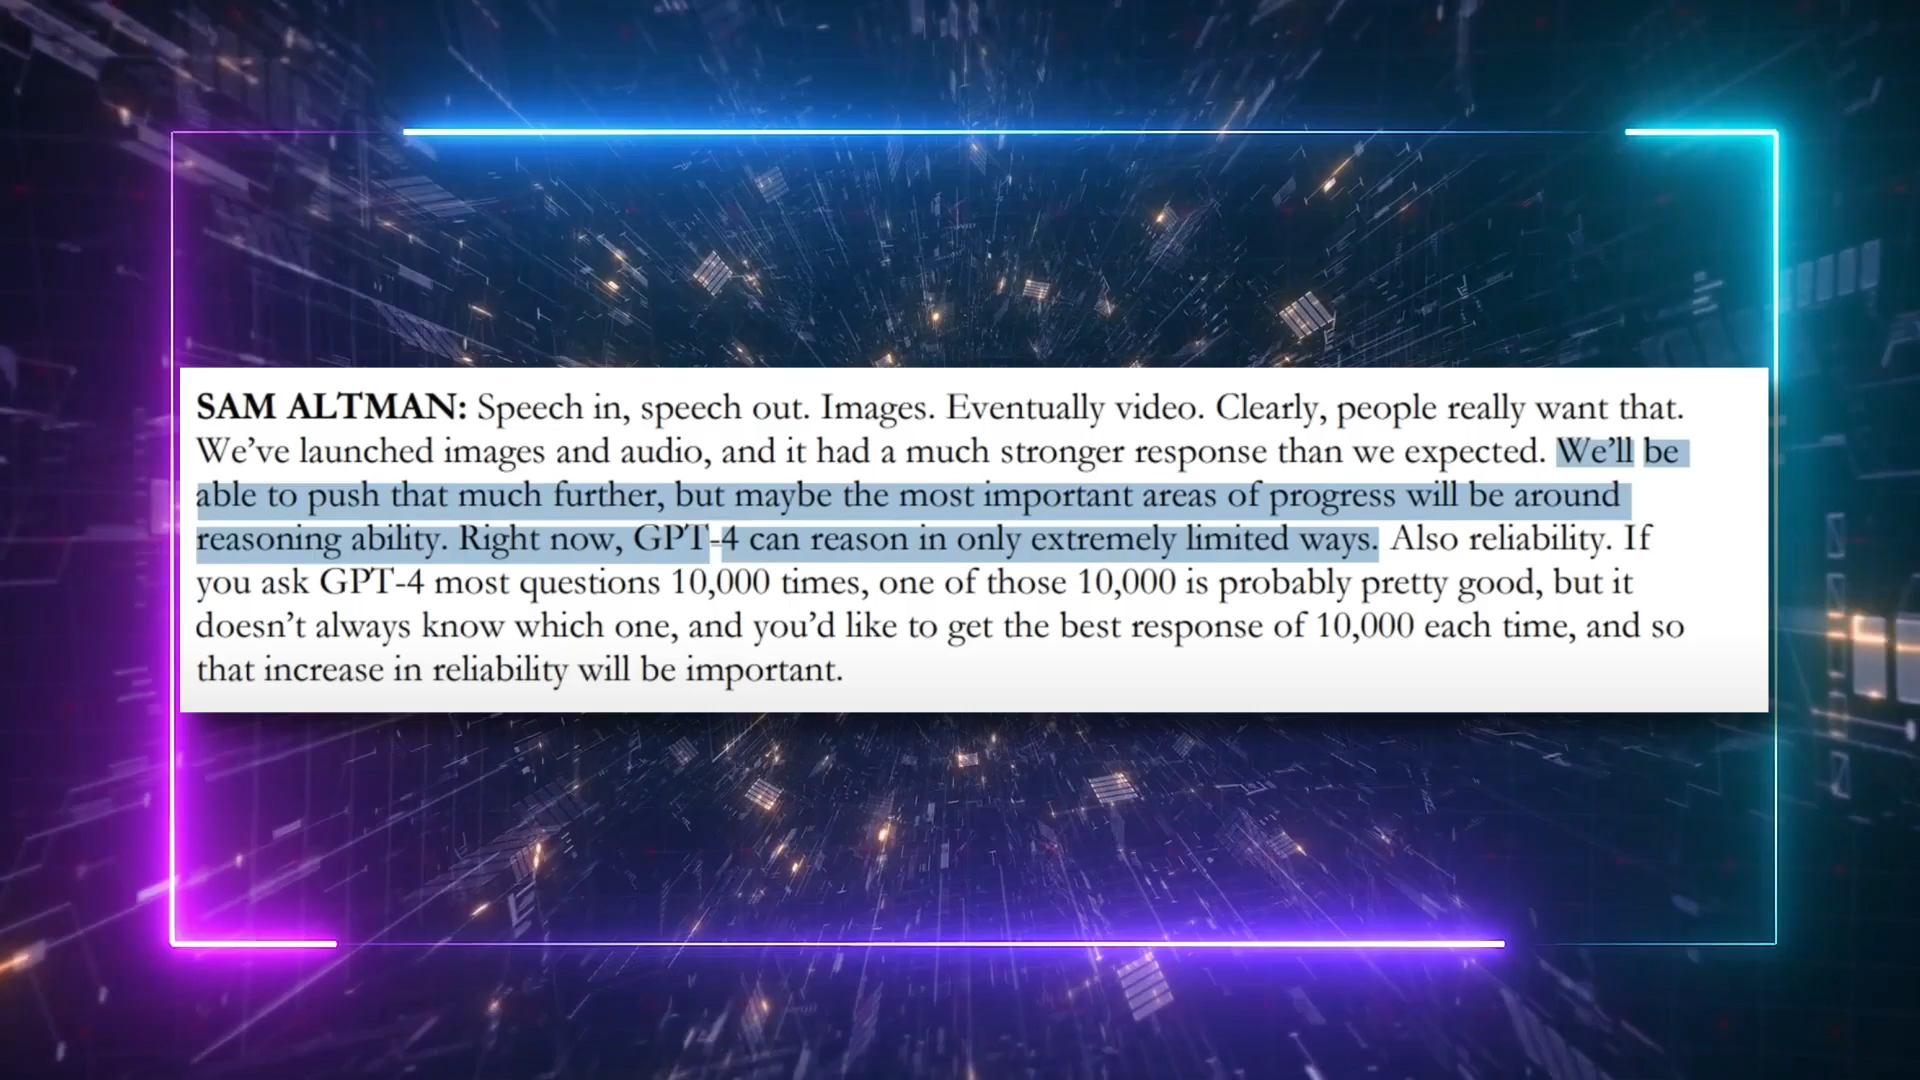 SAM ALTMAN: Speech in, speech out. Images. Eventually video. Clearly, people really want that.
We’ve launched images and audio, and it had a much stronger response than we expected. We’ll be
able to push that much further, but maybe the most important areas of progress will be around
reasoning ability. Right now, GPT-4 can reason in only extremely limited ways. Also reliability. If
you ask GPT-4 most questions 10,000 times, one of those 10,000 is probably pretty good, but it
doesn’t always know which one, and you’d like to get the best response of 10,000 each time, and so
that increase in reliability will be important.